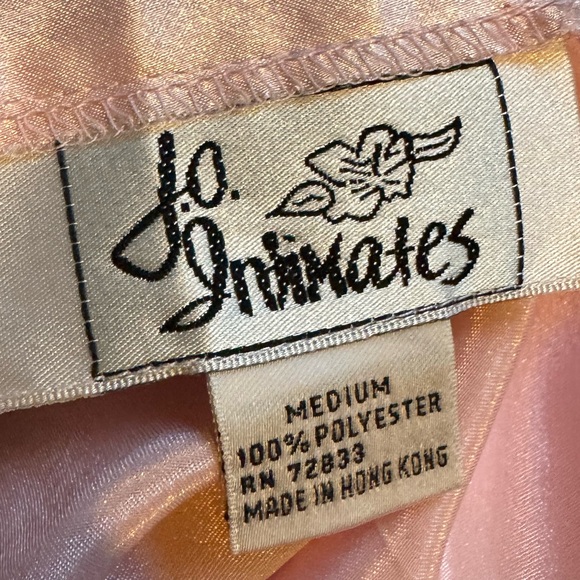 J.O.
Intimates
MEDIUM
100% POLYESTER
RN 72833
MADE IN HONG KONG